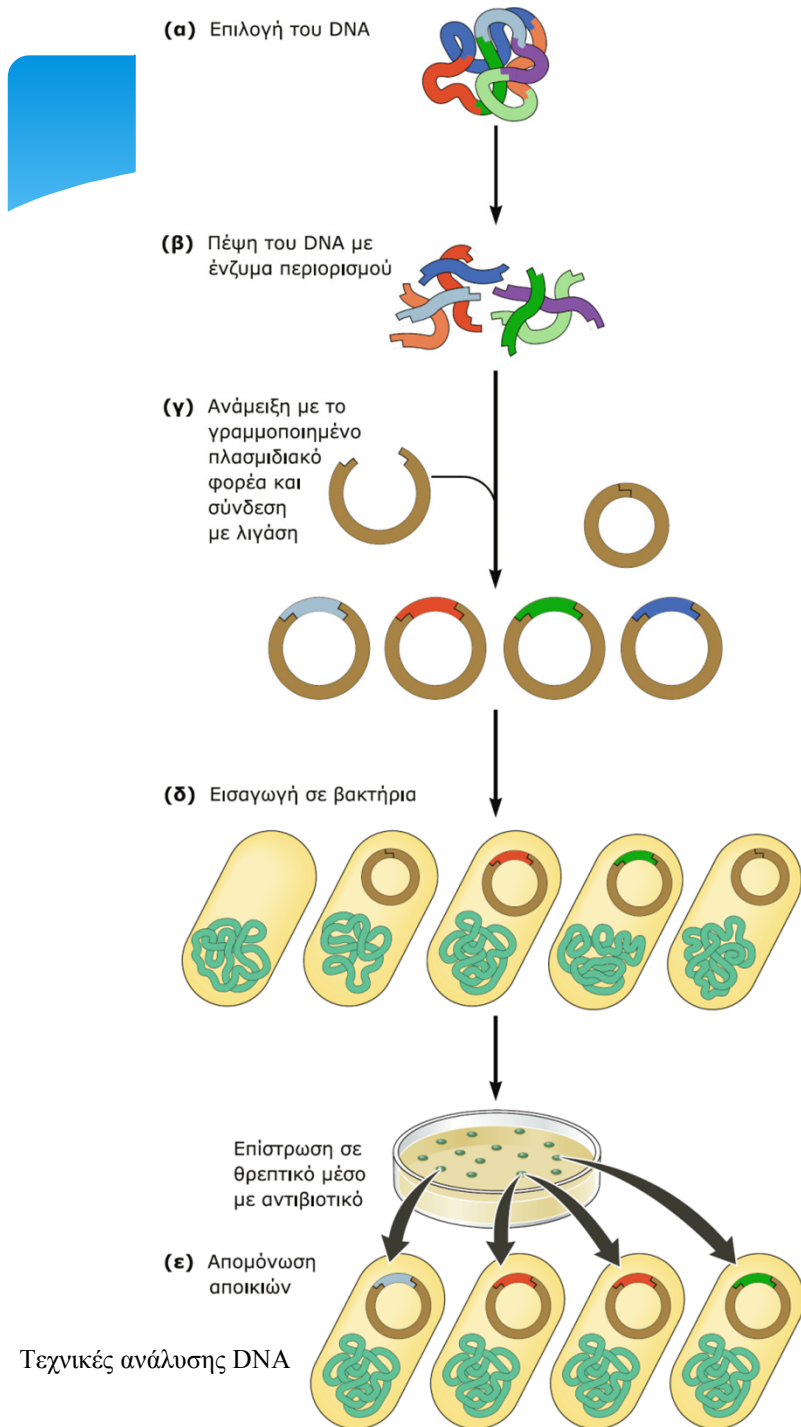 (α) Επιλογή του DNA
(β) Πέψη του DNA με
ένζυμα περιορισμού
(γ) Ανάμειξη με το
γραμμοποιημένο
πλασμιδιακό
φορέα και
σύνδεση
με λιγάση
(δ) Εισαγωγή σε βακτήρια
Επίστρωση σε
θρεπτικό μέσο
με αντιβιοτικό
(ε) Απομόνωση
αποικιών
Τεχνικές ανάλυσης DNA